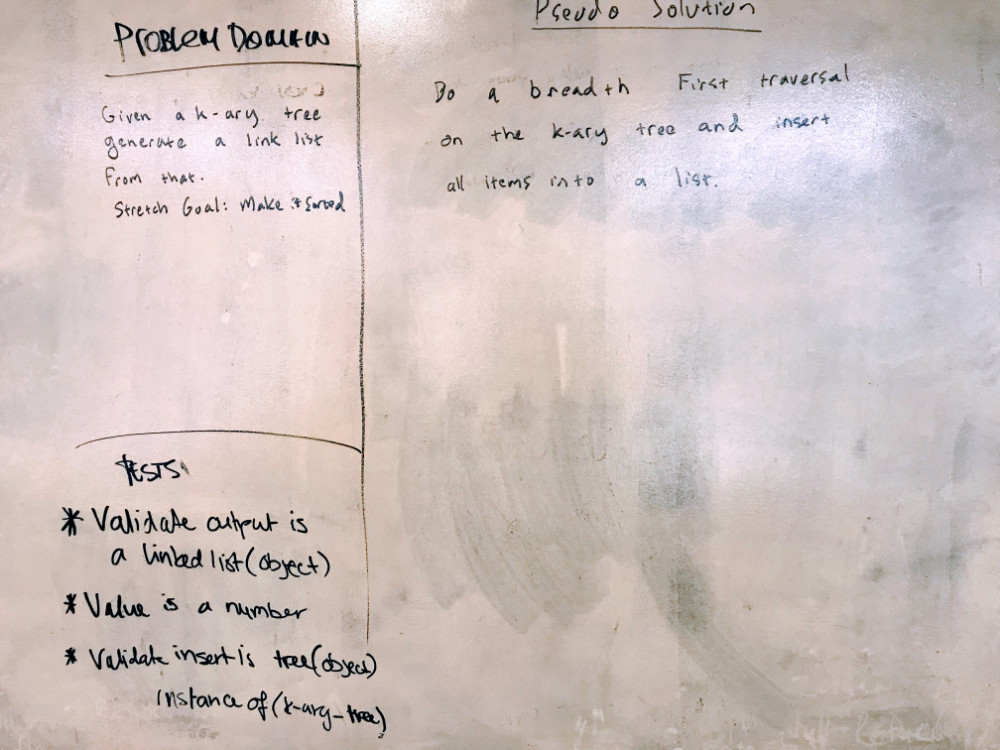 Problem Domain
Given a k-ary tree
generate a link list
From that.
Stretch Goal: Make it Sorted
TESTS
* Validate output is
a linked list (object)
* Value is a number
* Validate insert is tree(object)
instance of (k-ary-tree)
Pseudo Solution
Do a breadth First traversal
on the k-ary tree and insert
all items into a list.